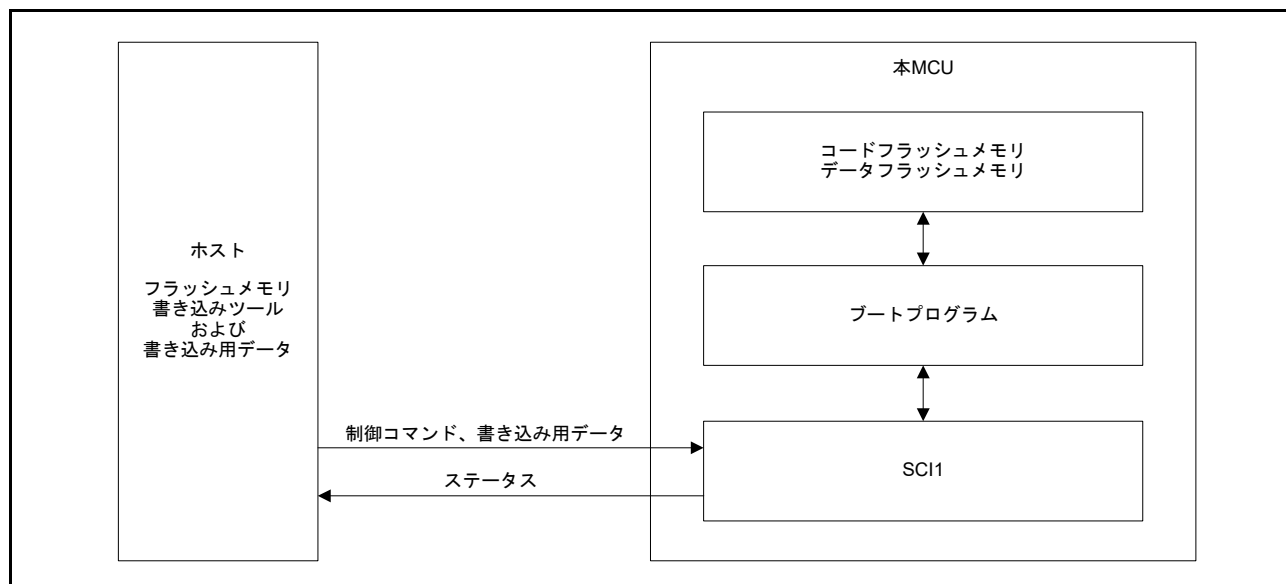 本MCU
コードフラッシュメモリ
データフラッシュメモリ
ホスト
フラッシュメモリ
書き込みツール
および
書き込み用データ
ブートプログラム
制御コマンド、書き込み用データ
ステータス
SCI1